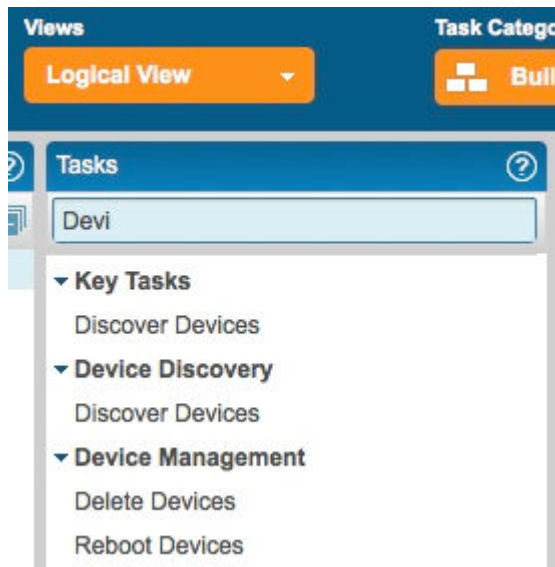 Views
Task Catego
Logical View
Buil
Tasks
Devi
Key Tasks
Discover Devices
Device Discovery
Discover Devices
Device Management
Delete Devices
Reboot Devices